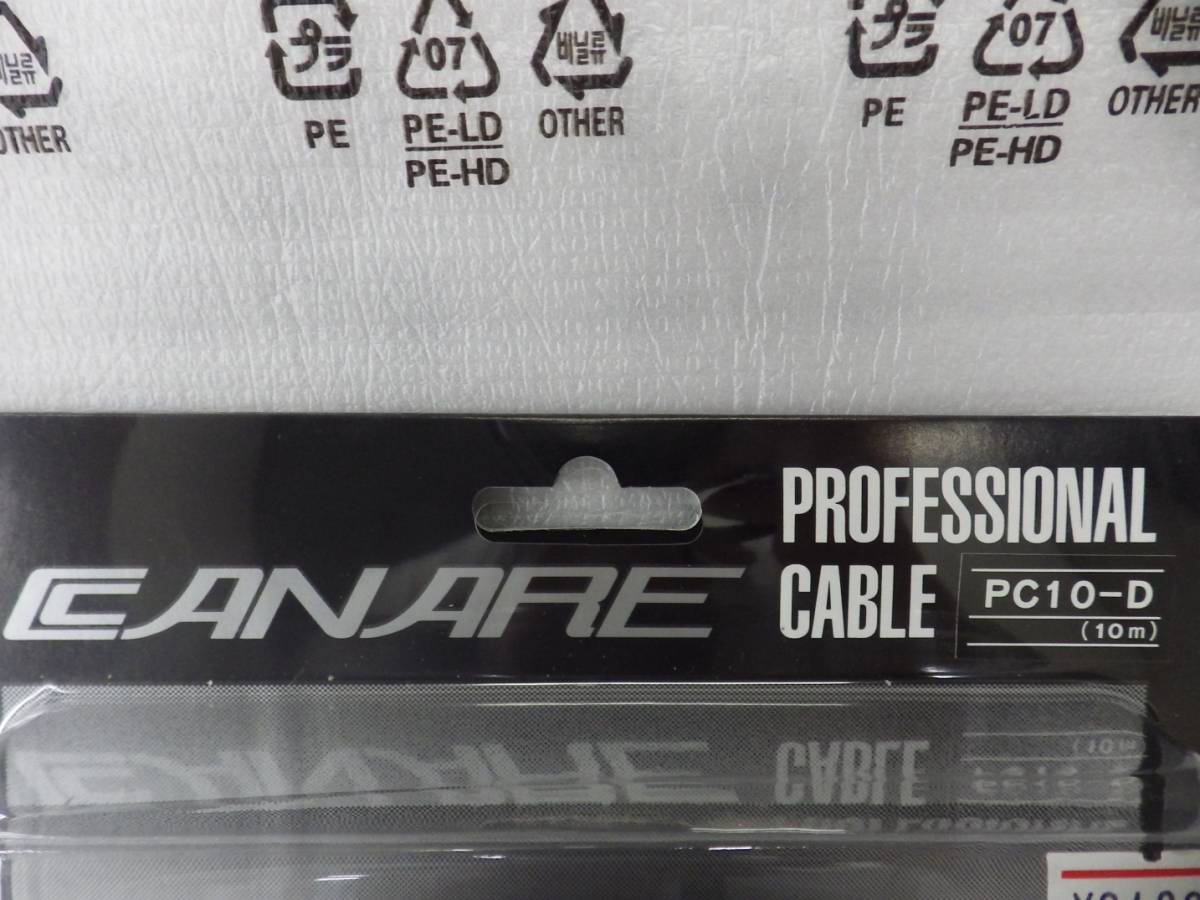 비닐류 プラ 07 비닐류 プラ 07 비닐류
OTHER PE PE-LD OTHER PE PE-LD OTHER
PE-HD PE-HD
CANARE
PROFESSIONAL
CABLE
PC10-D
(10m)